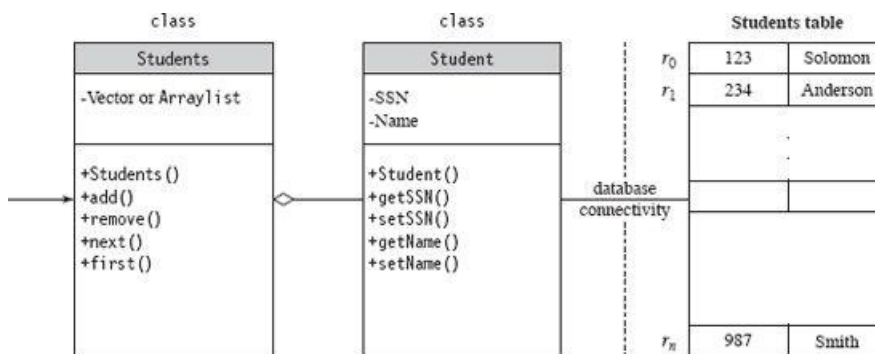 class
Students
-Vector or Arraylist
+Students()
+add()
+remove()
+next()
+first()
class
Student
-SSN
-Name
+Student()
+getSSN()
+setSSN()
+getName()
+setName()
database
connectivity
Students table
r0 123 Solomon
r1 234 Anderson
rn 987 Smith